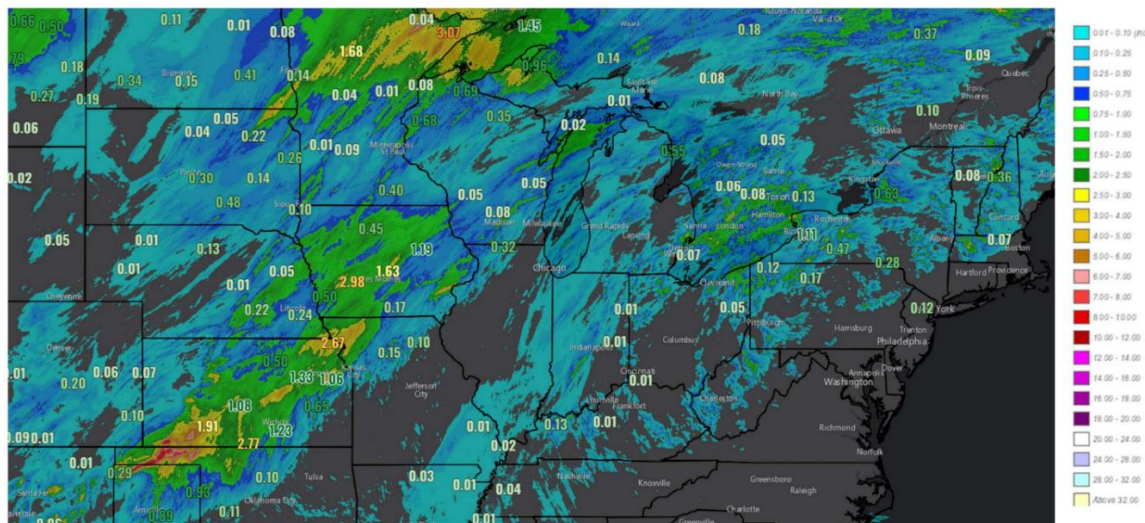 0.66
0.50
0.11
0.01
0.08
0.04
1.45
3.07
1.68
0.18
0.37
Val-d'Or
0.01 - 0.10
0.10 - 0.25
0.25 - 0.50
0.50 - 0.75
0.75 - 1.00
1.00 - 1.50
1.50 - 2.00
2.00 - 2.50
2.50 - 3.00
3.00 - 4.00
4.00 - 5.00
5.00 - 6.00
6.00 - 7.00
7.00 - 8.00
8.00 - 10.00
10.00 - 12.00
12.00 - 14.00
14.00 - 16.00
16.00 - 18.00
18.00 - 20.00
20.00 - 24.00
24.00 - 28.00
28.00 - 32.00
Above 32.00
0.18
0.34
Bismarck
0.15
0.41
0.14
0.96
0.14
0.08
0.09
Quebec
0.27
0.19
0.04
0.01
0.08
0.69
0.01
North Bay
Trois-
Rivières
0.06
0.05
0.04
0.22
0.68
0.35
0.02
0.10
Ottawa
Montreal
0.01
0.09
Minneapolis
St Paul
0.26
0.55
0.05
Owen Sound
Barrie
Kingston
0.02
0.30
0.14
0.48
0.10
0.40
0.05
0.05
0.06
0.08
0.13
0.63
0.08
0.36
0.45
0.08
Madison
Milwaukee
Grand Rapids
Lansing
Sarnia
London
Hamilton
Rochester
Concord
0.05
0.01
0.13
1.19
0.32
1.11
0.47
Albany
0.07
Boston
0.01
0.05
1.63
2.98
Chicago
0.07
0.12
0.17
0.28
Cleveland
Hartford
Providence
Cheyenne
0.01
0.22
Lincoln
0.24
0.50
0.17
0.01
0.05
0.12
Pittsburgh
Harrisburg
Trenton
Philadelphia
Denver
2.67
0.15
0.10
Indianapolis
0.01
Columbus
0.01
0.20
0.06
0.07
0.50
1.33
1.06
Kansas
City
Jefferson
City
Cincinnati
0.01
Annapolis
Dover
Washington
0.10
1.08
0.65
Louisville
Frankfort
Charleston
0.09
0.01
1.91
Wichita
1.23
0.01
0.13
0.01
Richmond
2.77
0.02
Norfolk
0.01
0.29
0.10
Tulsa
0.03
0.01
Nashville
Knoxville
Greensboro
Raleigh
Santa Fe
0.93
Oklahoma City
0.04
0.89
0.11
0.01
Charlotte
Greenville